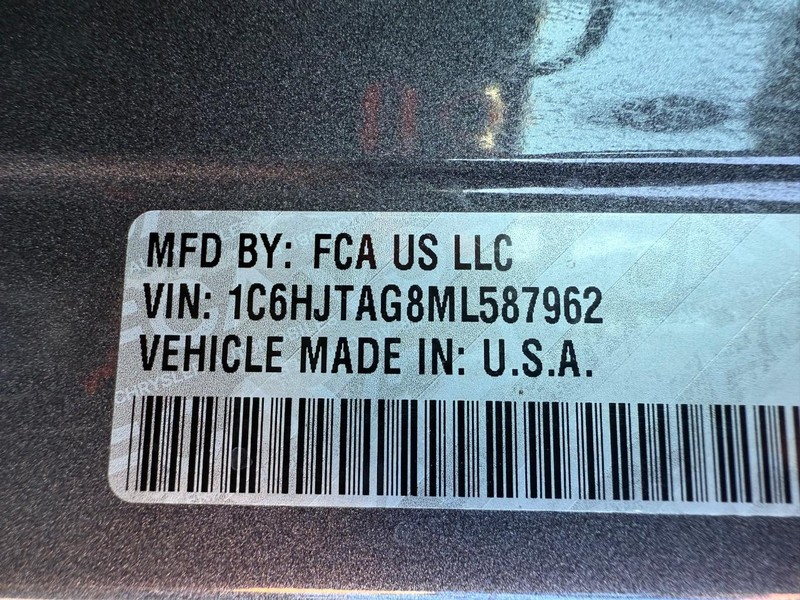 MFD BY: FCA US LLC
VIN: 1C6HJTAG8ML587962
VEHICLE MADE IN: U.S.A.